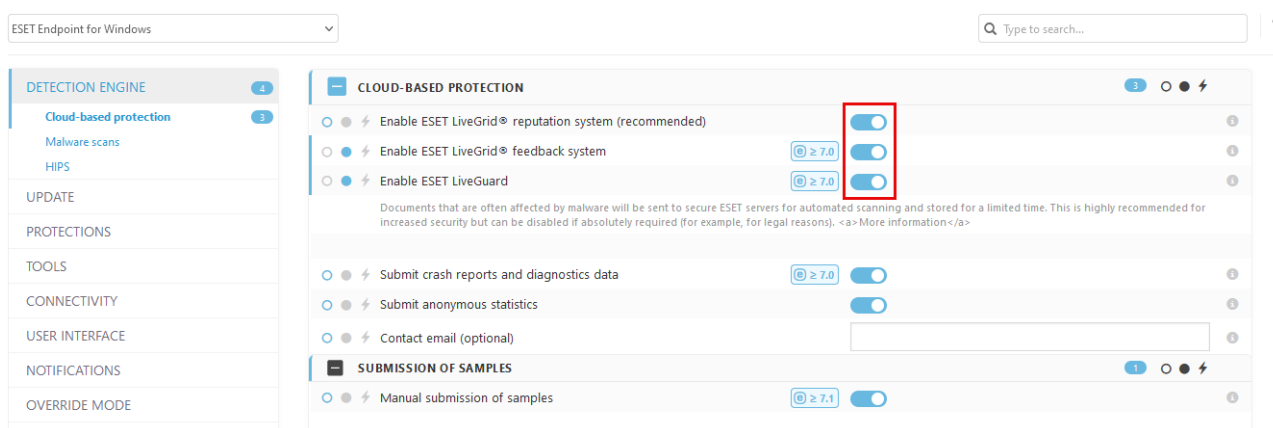 ESET Endpoint for Windows
Type to search...
DETECTION ENGINE 4
Cloud-based protection 3
Malware scans
HIPS
UPDATE
PROTECTIONS
TOOLS
CONNECTIVITY
USER INTERFACE
NOTIFICATIONS
OVERRIDE MODE
CLOUD-BASED PROTECTION 3
Enable ESET LiveGrid® reputation system (recommended)
Enable ESET LiveGrid® feedback system ⓔ ≥ 7.0
Enable ESET LiveGuard ⓔ ≥ 7.0
Documents that are often affected by malware will be sent to secure ESET servers for automated scanning and stored for a limited time. This is highly recommended for
increased security but can be disabled if absolutely required (for example, for legal reasons). <a>More information</a>
Submit crash reports and diagnostics data ⓔ ≥ 7.0
Submit anonymous statistics
Contact email (optional)
SUBMISSION OF SAMPLES 1
Manual submission of samples ⓔ ≥ 7.1